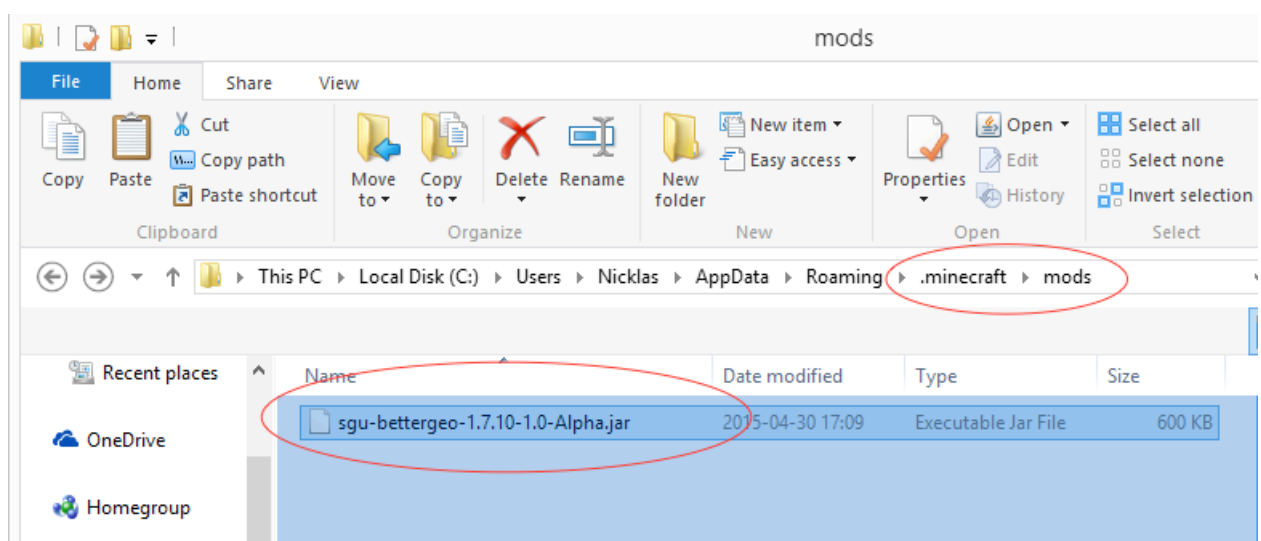 mods
File Home Share View
Copy Paste Cut Copy path Paste shortcut Move to Copy to Delete Rename New folder New item Easy access Properties Open Edit History Select all Select none Invert selection
Clipboard Organize New Open Select
This PC Local Disk (C:) Users Nicklas AppData Roaming .minecraft mods
Recent places Name Date modified Type Size
sgu-bettergeo-1.7.10-1.0-Alpha.jar 2015-04-30 17:09 Executable Jar File 600 KB
OneDrive
Homegroup